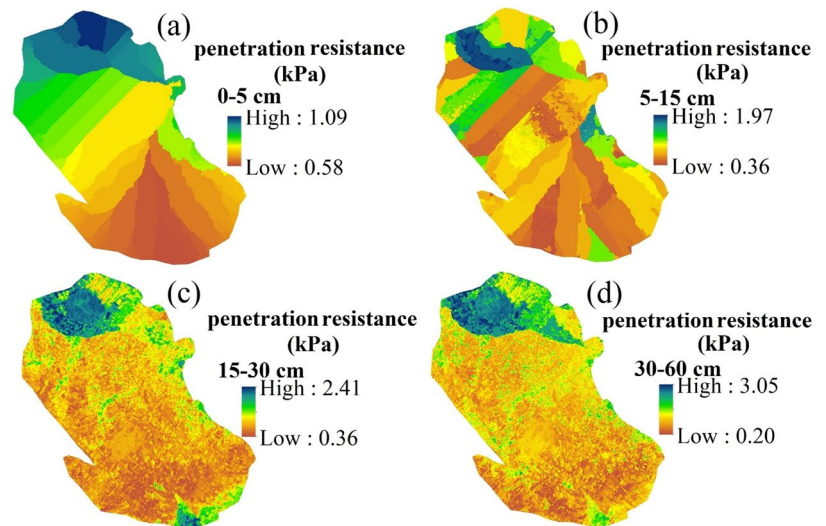 (a)
penetration resistance
(kPa)
0-5 cm
High : 1.09
Low : 0.58
(b)
penetration resistance
(kPa)
5-15 cm
High : 1.97
Low : 0.36
(c)
penetration resistance
(kPa)
15-30 cm
High : 2.41
Low : 0.36
(d)
penetration resistance
(kPa)
30-60 cm
High : 3.05
Low : 0.20